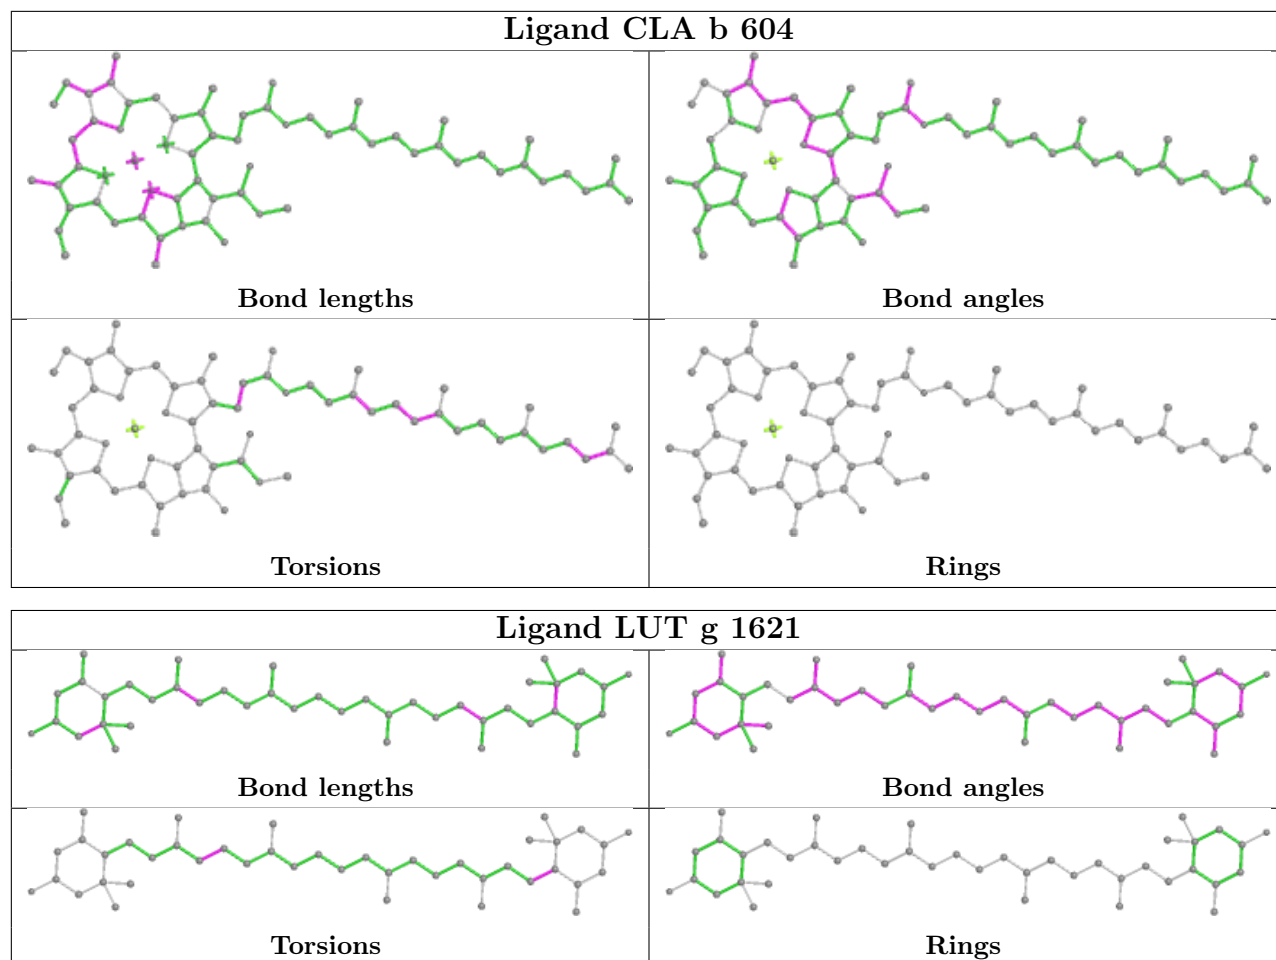 Ligand CLA b 604
Bond lengths
Bond angles
Torsions
Rings
Ligand LUT g 1621
Bond lengths
Bond angles
Torsions
Rings